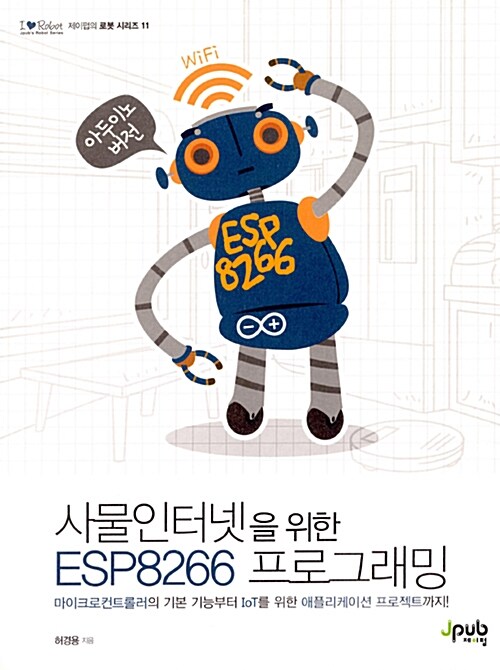 I ♥ Robot 제이펍의 로봇 시리즈 11
Jpub's Robot Series
WiFi
아두이노
버전
ESP
8266
사물인터넷을 위한
ESP8266 프로그래밍
마이크로컨트롤러의 기본 기능부터 IoT를 위한 애플리케이션 프로젝트까지!
허경용 지음
Jpub
제이펍